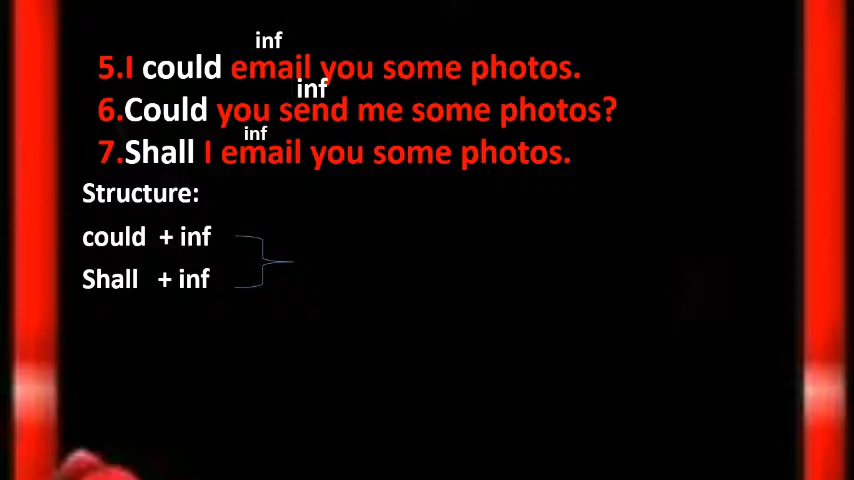 inf
5.I could email you some photos.
inf
6.Could you send me some photos?
inf
7.Shall I email you some photos.
Structure:
could + inf
Shall + inf